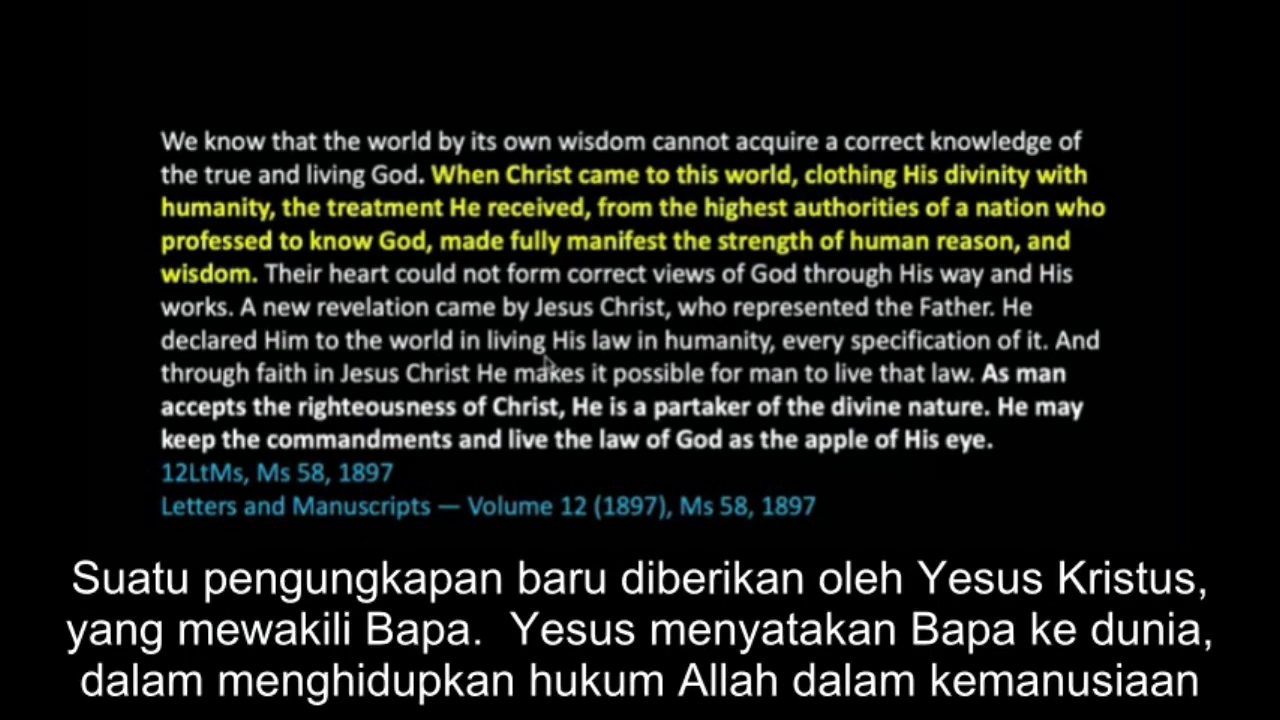 We know that the world by its own wisdom cannot acquire a correct knowledge of
the true and living God. When Christ came to this world, clothing His divinity with
humanity, the treatment He received, from the highest authorities of a nation who
professed to know God, made fully manifest the strength of human reason, and
wisdom. Their heart could not form correct views of God through His way and His
works. A new revelation came by Jesus Christ, who represented the Father. He
declared Him to the world in living His law in humanity, every specification of it. And
through faith in Jesus Christ He makes it possible for man to live that law. As man
accepts the righteousness of Christ, He is a partaker of the divine nature. He may
keep the commandments and live the law of God as the apple of His eye.
12LtMs, Ms 58, 1897
Letters and Manuscripts — Volume 12 (1897), Ms 58, 1897
Suatu pengungkapan baru diberikan oleh Yesus Kristus,
yang mewakili Bapa. Yesus menyatakan Bapa ke dunia,
dalam menghidupkan hukum Allah dalam kemanusiaan